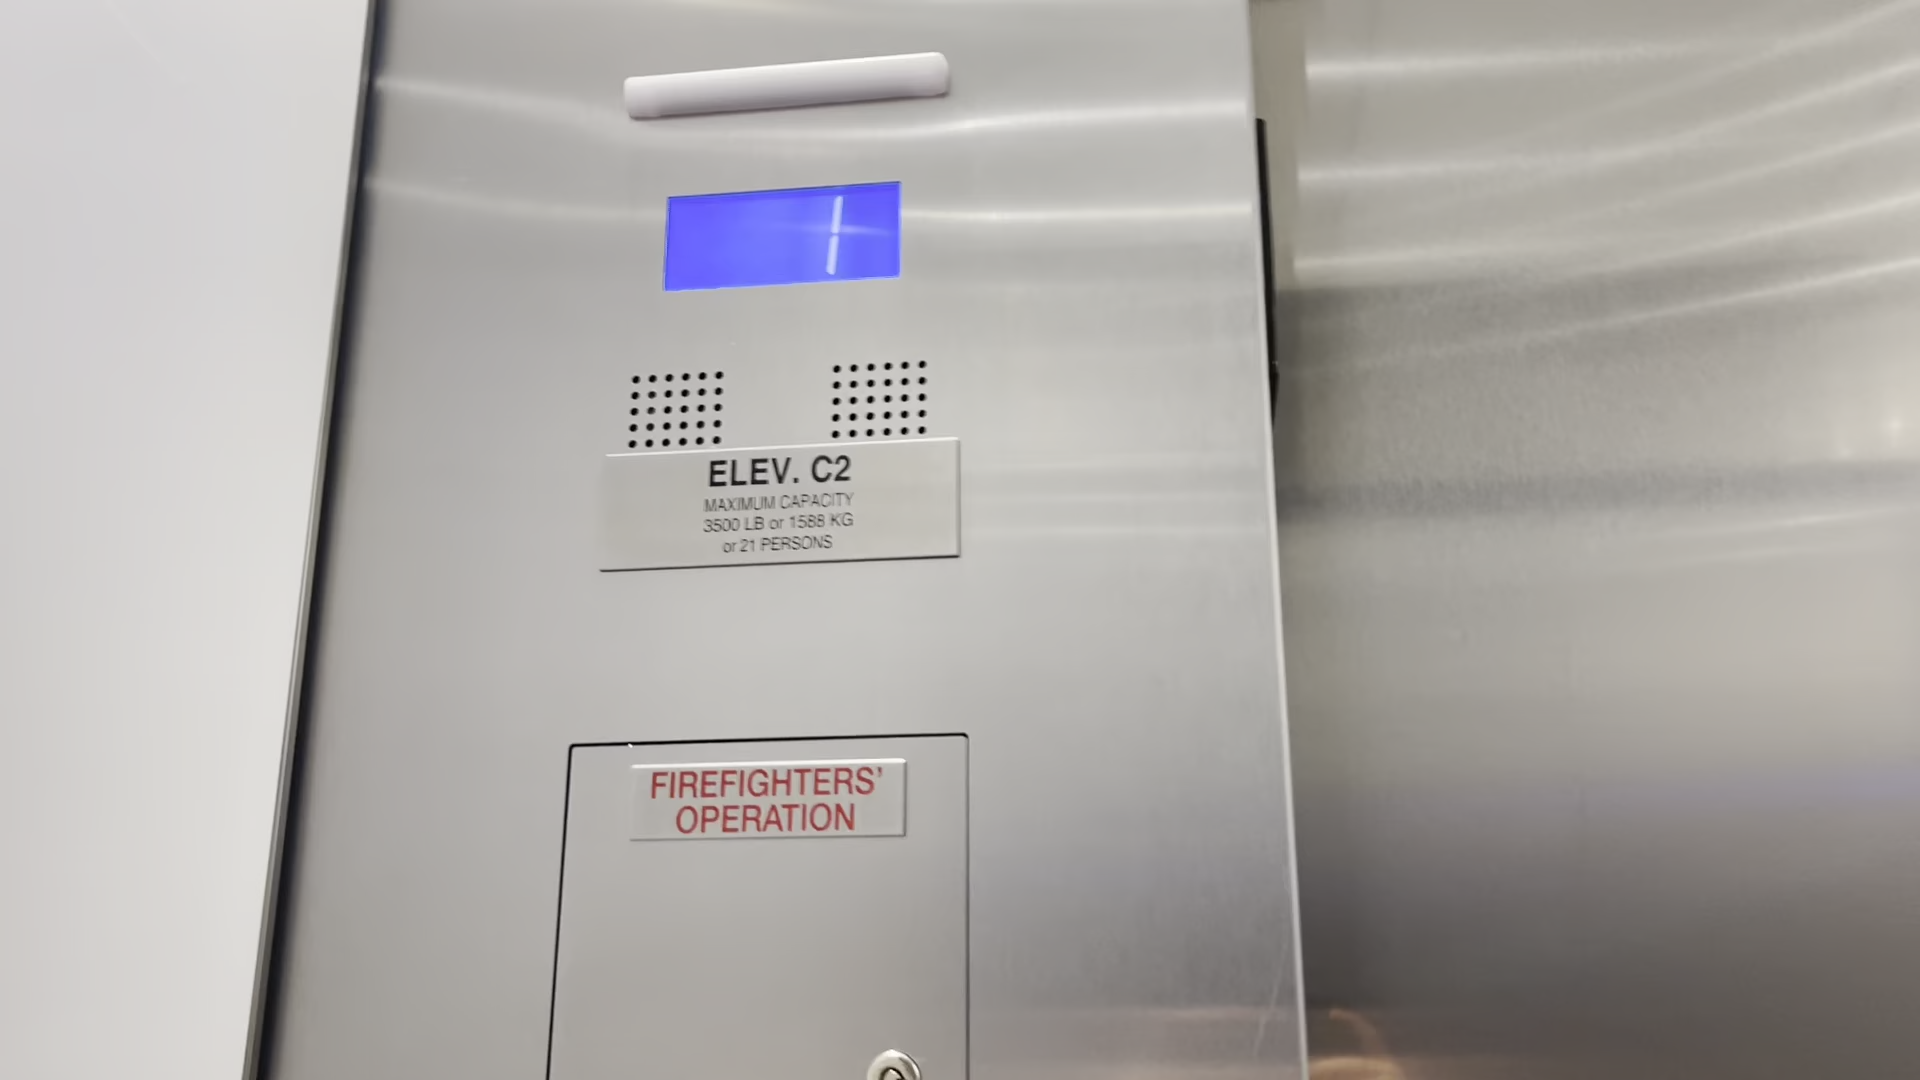 1
ELEV. C2
MAXIMUM CAPACITY
3500 LB or 1588 KG
or 21 PERSONS
FIREFIGHTERS'
OPERATION